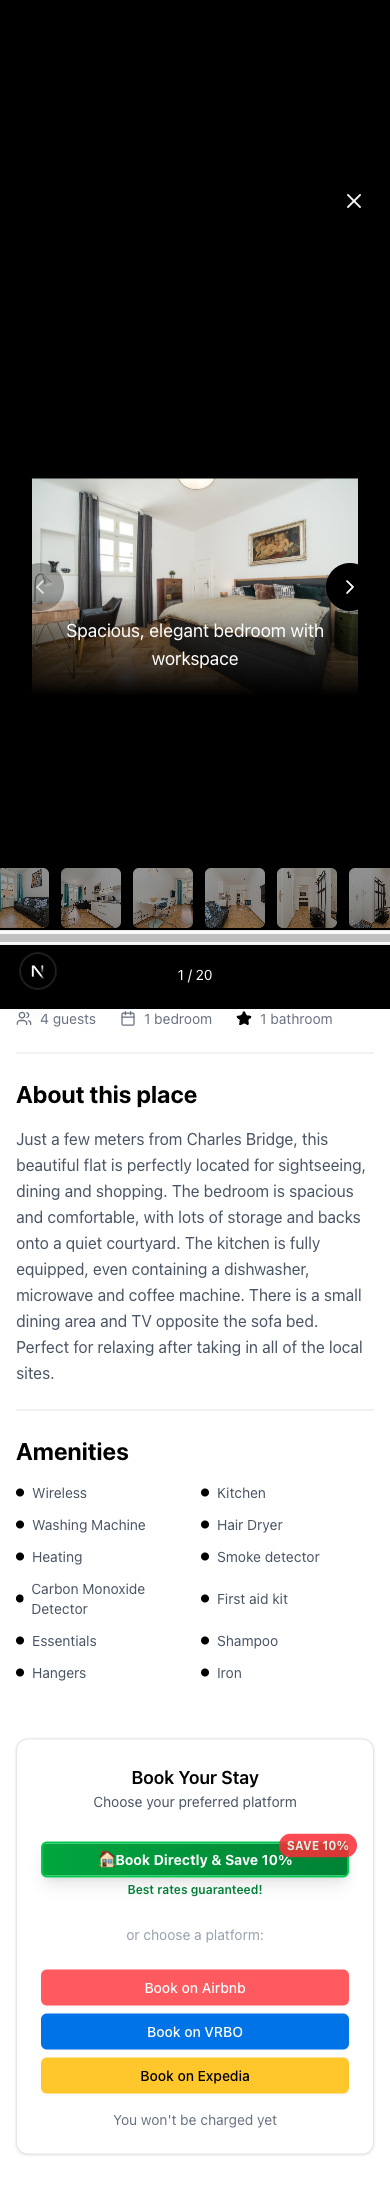 Spacious, elegant bedroom with
workspace
N
1 / 20
4 guests 1 bedroom 1 bathroom
About this place
Just a few meters from Charles Bridge, this
beautiful flat is perfectly located for sightseeing,
dining and shopping. The bedroom is spacious
and comfortable, with lots of storage and backs
onto a quiet courtyard. The kitchen is fully
equipped, even containing a dishwasher,
microwave and coffee machine. There is a small
dining area and TV opposite the sofa bed.
Perfect for relaxing after taking in all of the local
sites.
Amenities
Wireless
Kitchen
Washing Machine
Hair Dryer
Heating
Smoke detector
Carbon Monoxide
Detector
First aid kit
Essentials
Shampoo
Hangers
Iron
Book Your Stay
Choose your preferred platform
SAVE 10%
Book Directly & Save 10%
Best rates guaranteed!
or choose a platform:
Book on Airbnb
Book on VRBO
Book on Expedia
You won't be charged yet